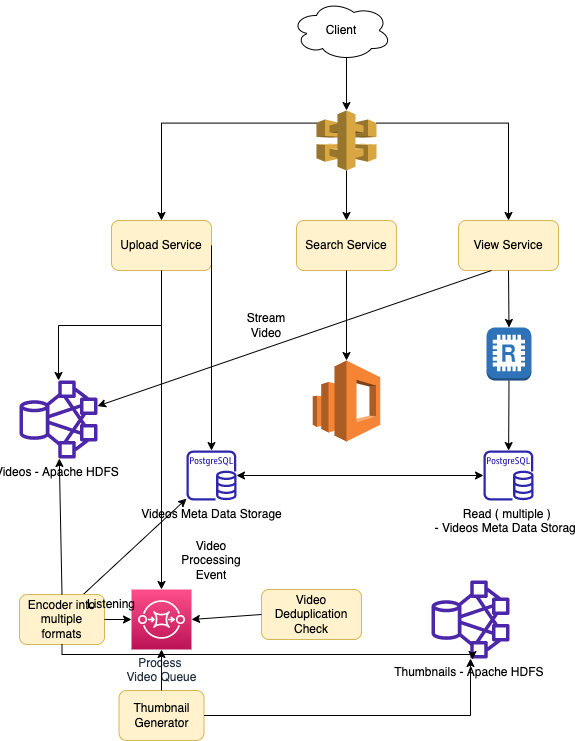 Client
Upload Service
Search Service
View Service
Stream
Video
R
PostgreSQL
PostgreSQL
Videos - Apache HDFS
Videos Meta Data Storage
Read ( multiple )
- Videos Meta Data Storag
Video
Processing
Event
Encoder into
multiple
formats
Listening
Video
Deduplication
Check
Process
Video Queue
Thumbnails - Apache HDFS
Thumbnail
Generator